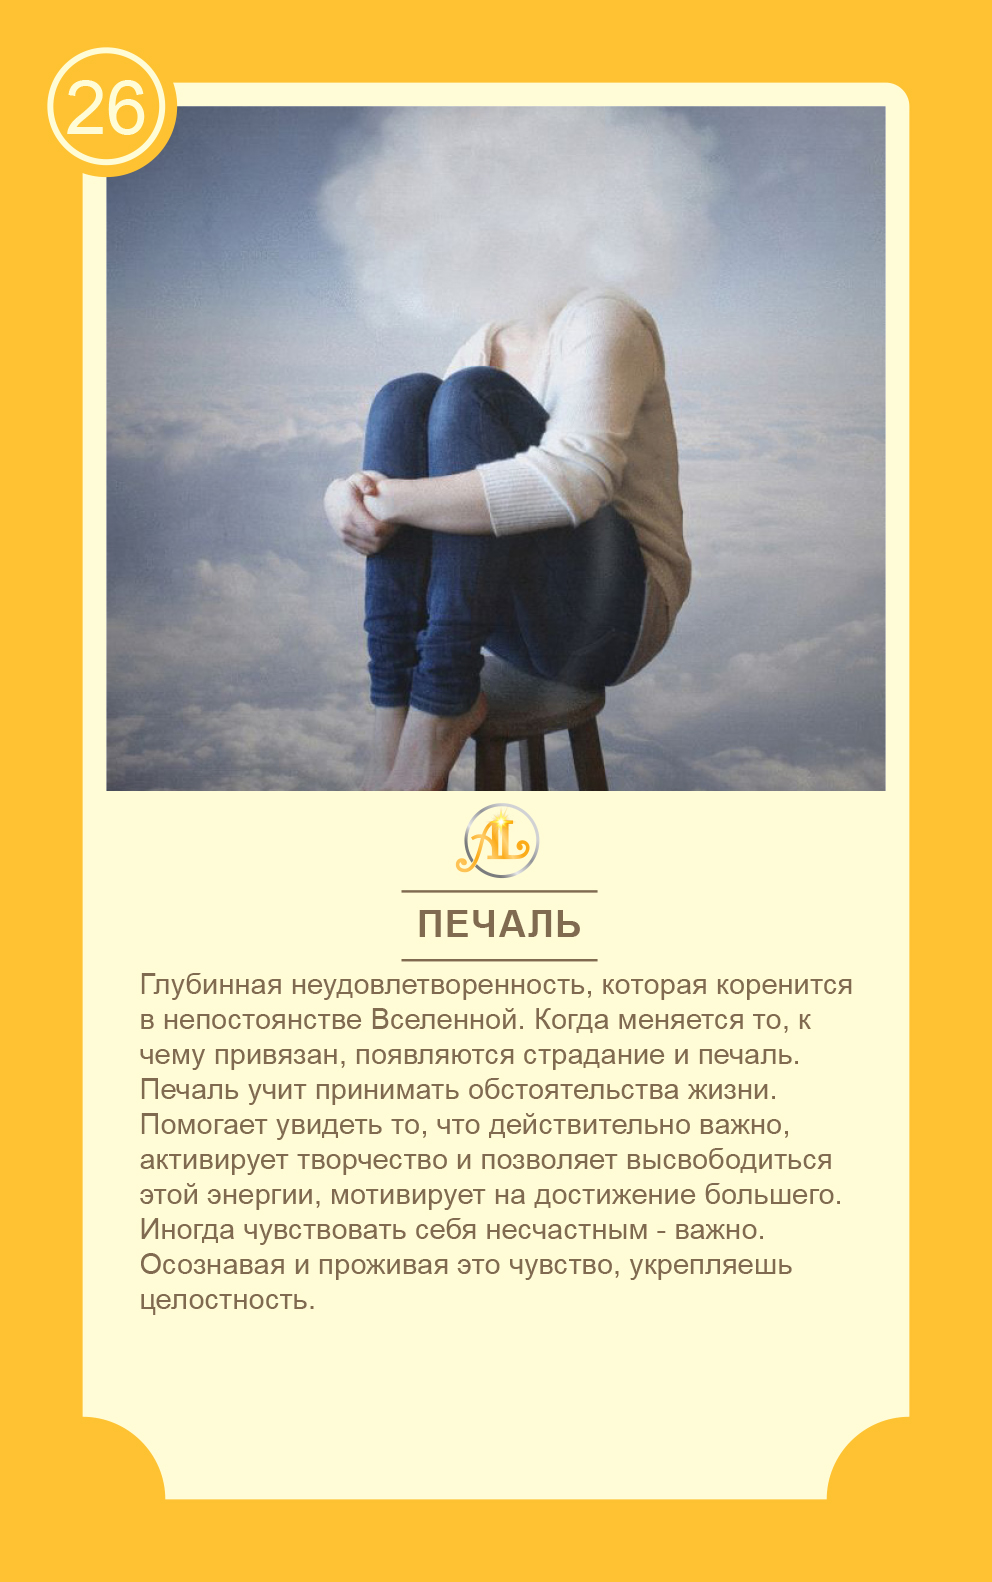 26
AL
ПЕЧАЛЬ
Глубинная неудовлетворенность, которая коренится
в непостоянстве Вселенной. Когда меняется то, к
чему привязан, появляются страдание и печаль.
Печаль учит принимать обстоятельства жизни.
Помогает увидеть то, что действительно важно,
активирует творчество и позволяет высвободиться
этой энергии, мотивирует на достижение большего.
Иногда чувствовать себя несчастным - важно.
Осознавая и проживая это чувство, укрепляешь
целостность.